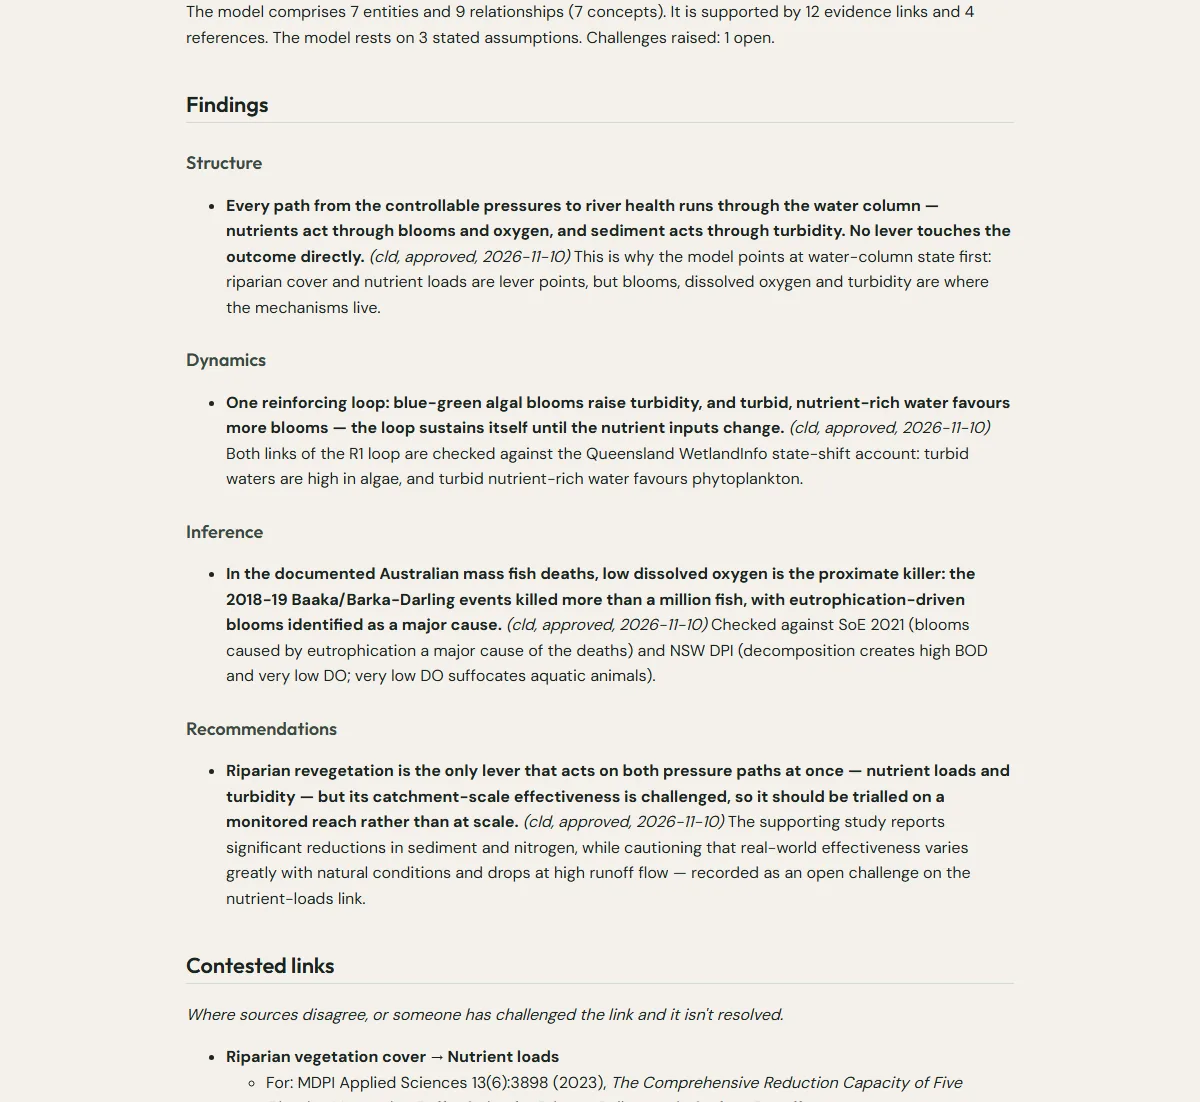 The model comprises 7 entities and 9 relationships (7 concepts). It is supported by 12 evidence links and 4
references. The model rests on 3 stated assumptions. Challenges raised: 1 open.
Findings
Structure
• Every path from the controllable pressures to river health runs through the water column —
nutrients act through blooms and oxygen, and sediment acts through turbidity. No lever touches the
outcome directly. (cld, approved, 2026-11-10) This is why the model points at water-column state first:
riparian cover and nutrient loads are lever points, but blooms, dissolved oxygen and turbidity are where
the mechanisms live.
Dynamics
• One reinforcing loop: blue-green algal blooms raise turbidity, and turbid, nutrient-rich water favours
more blooms — the loop sustains itself until the nutrient inputs change. (cld, approved, 2026-11-10)
Both links of the R1 loop are checked against the Queensland WetlandInfo state-shift account: turbid
waters are high in algae, and turbid nutrient-rich water favours phytoplankton.
Inference
• In the documented Australian mass fish deaths, low dissolved oxygen is the proximate killer: the
2018-19 Baaka/Barka-Darling events killed more than a million fish, with eutrophication-driven
blooms identified as a major cause. (cld, approved, 2026-11-10) Checked against SoE 2021 (blooms
caused by eutrophication a major cause of the deaths) and NSW DPI (decomposition creates high BOD
and very low DO; very low DO suffocates aquatic animals).
Recommendations
• Riparian revegetation is the only lever that acts on both pressure paths at once — nutrient loads and
turbidity — but its catchment-scale effectiveness is challenged, so it should be trialled on a
monitored reach rather than at scale. (cld, approved, 2026-11-10) The supporting study reports
significant reductions in sediment and nitrogen, while cautioning that real-world effectiveness varies
greatly with natural conditions and drops at high runoff flow — recorded as an open challenge on the
nutrient-loads link.
Contested links
Where sources disagree, or someone has challenged the link and it isn't resolved.
• Riparian vegetation cover → Nutrient loads
◦ For: MDPI Applied Sciences 13(6):3898 (2023), The Comprehensive Reduction Capacity of Five